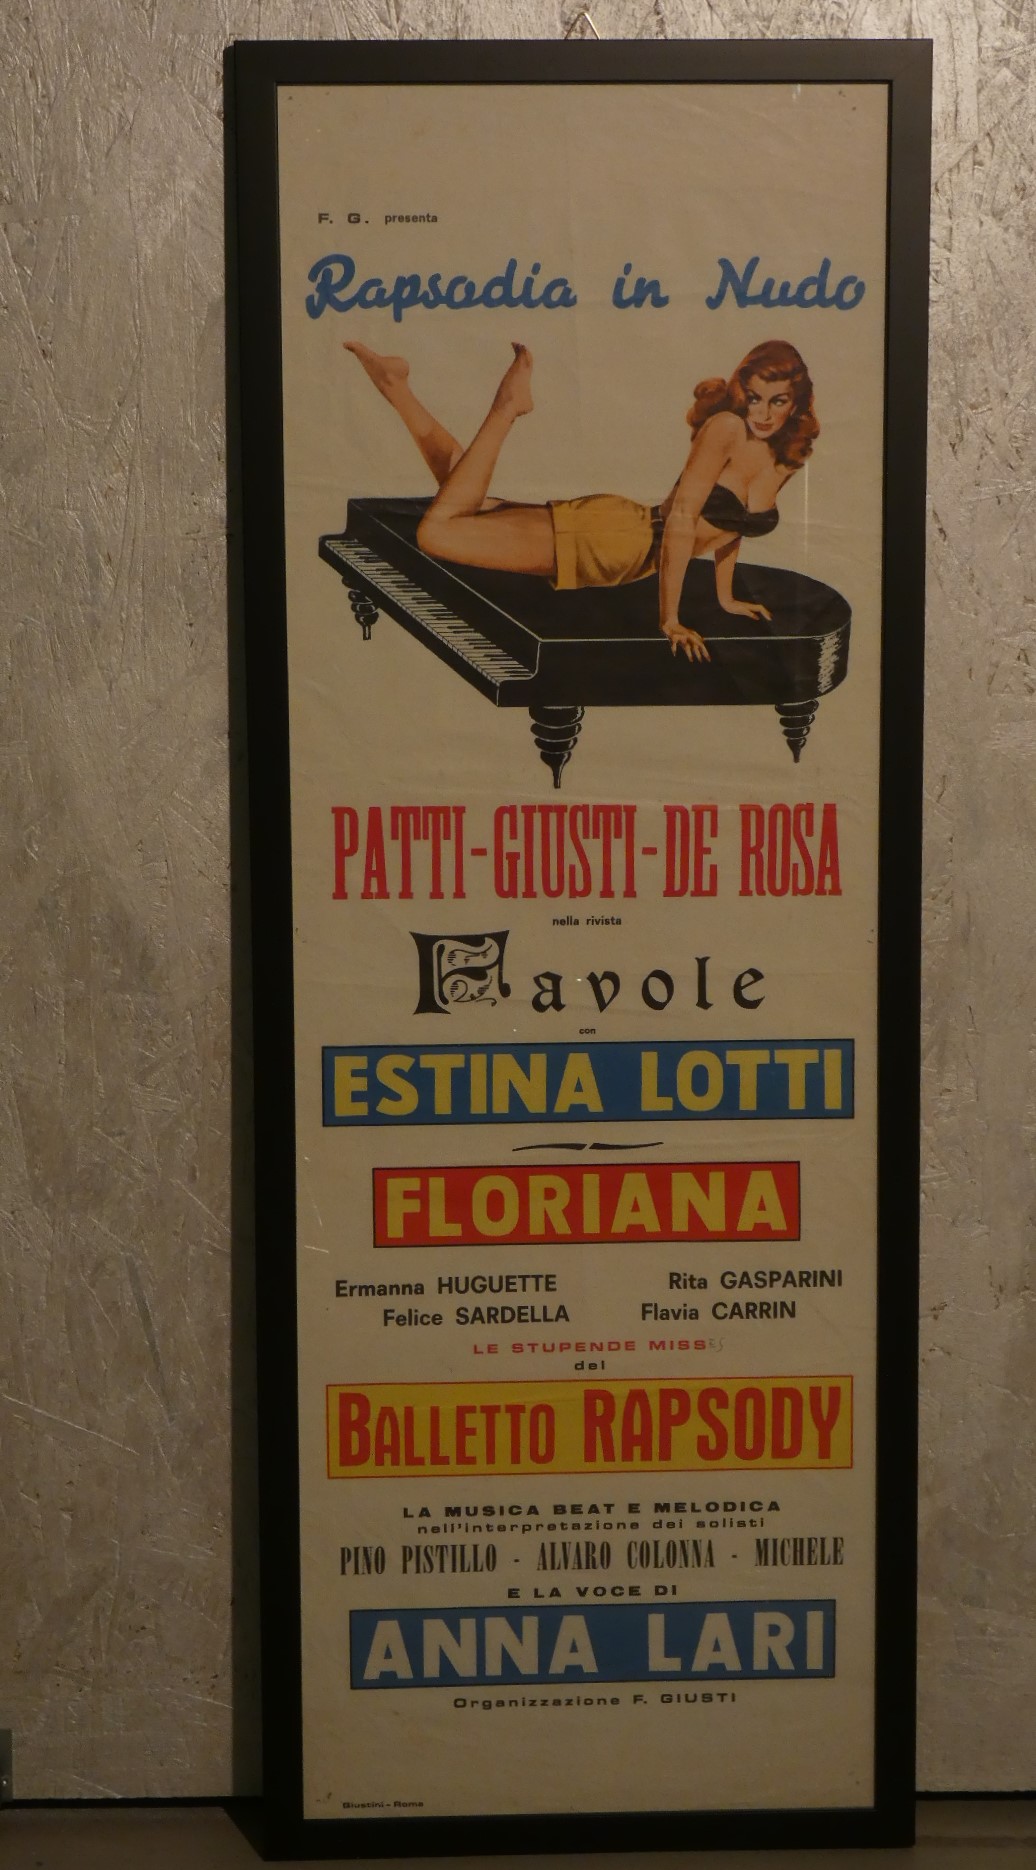 F. G. presenta
Rapsodia in Nudo
PATTI-GIUSTI-DE ROSA
nella rivista
Favole
con
ESTINA LOTTI
FLORIANA
Ermanna HUGUETTE Rita GASPARINI
Felice SARDELLA Flavia CARRIN
LE STUPENDE MISSES
del
BALLETTO RAPSODY
LA MUSICA BEAT E MELODICA
nell'interpretazione dei solisti
PINO PISTILLO - ALVARO COLONNA - MICHELE
E LA VOCE DI
ANNA LARI
Organizzazione F. GIUSTI
Giustini - Roma